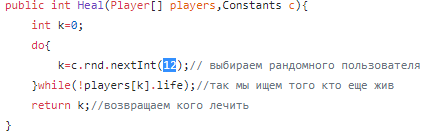 public int Heal(Player[] players,Constants c){
int k=0;
do{
k=c.rnd.nextInt(12);// выбираем рандомного пользователя
}while(!players[k].life);//так мы ищем того кто еще жив
return k;//возвращаем кого лечить
}